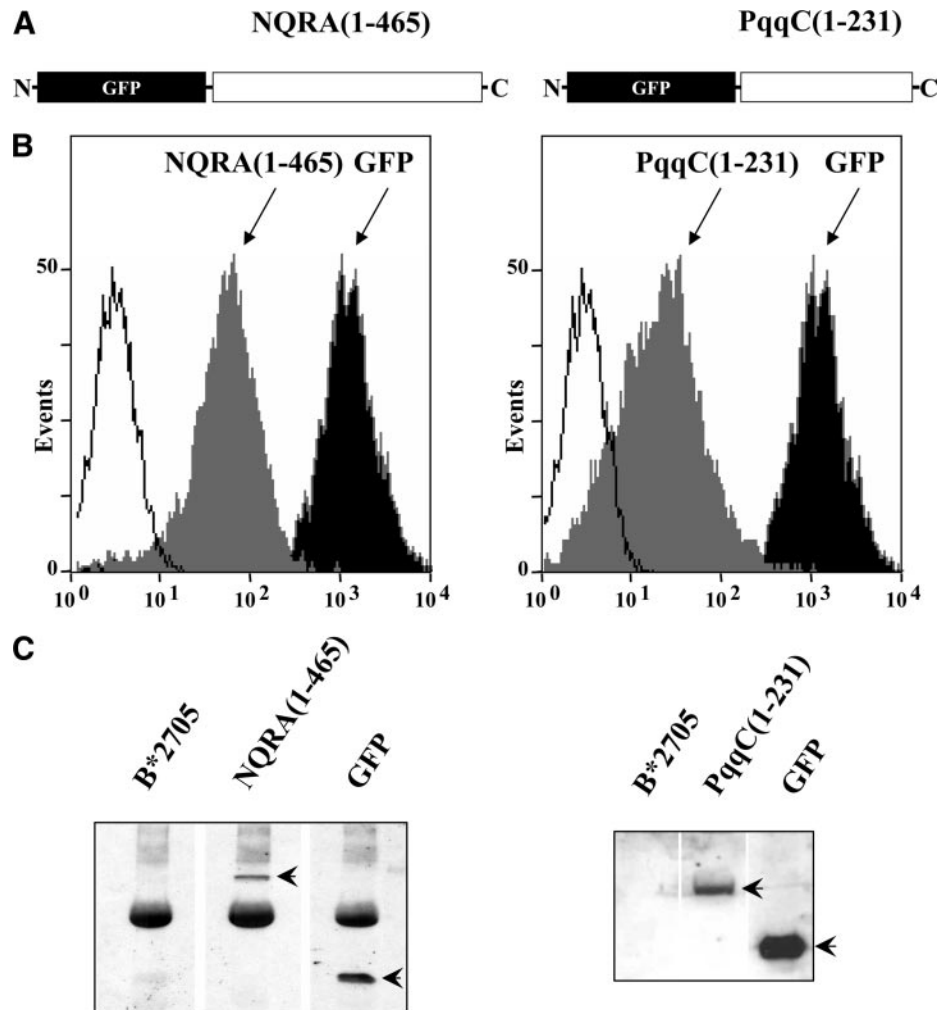 A
NQRA(1-465)
PqqC(1-231)
N
GFP
C
N
GFP
C
B
NQRA(1-465) GFP
PqqC(1-231) GFP
50
Events
0
10^0 10^1 10^2 10^3 10^4
50
Events
0
10^0 10^1 10^2 10^3 10^4
C
B*2705
NQRA(1-465)
GFP
B*2705
PqqC(1-231)
GFP